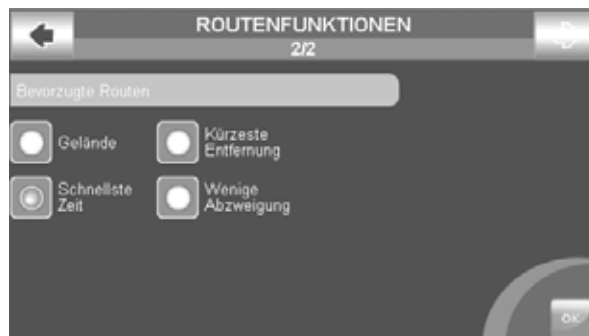 ROUTENFUNKTIONEN
2/2
Bevorzugte Routen
Gelände
Kürzeste
Entfernung
Schnellste
Zeit
Wenige
Abzweigung
OK